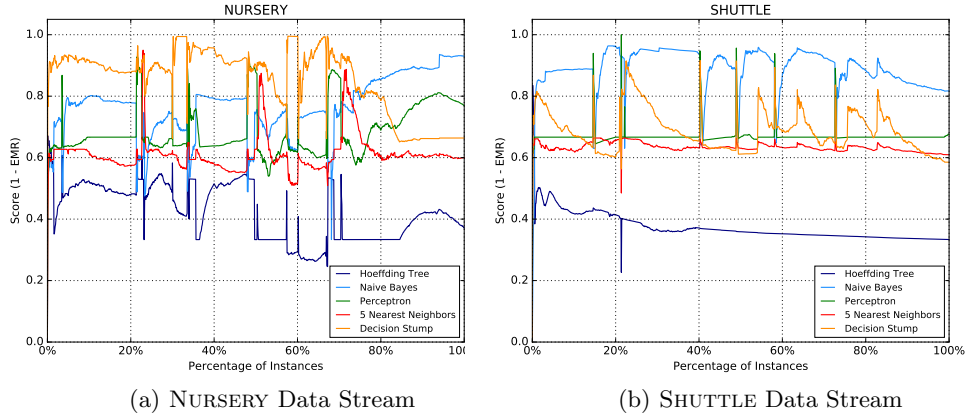 NURSERY
Score (1 - EMR)
1.0
0.8
0.6
0.4
0.2
0.0
0% 20% 40% 60% 80% 100%
Percentage of Instances
Hoeffding Tree
Naive Bayes
Perceptron
5 Nearest Neighbors
Decision Stump
(a) NURSERY Data Stream
SHUTTLE
Score (1 - EMR)
1.0
0.8
0.6
0.4
0.2
0.0
0% 20% 40% 60% 80% 100%
Percentage of Instances
Hoeffding Tree
Naive Bayes
Perceptron
5 Nearest Neighbors
Decision Stump
(b) SHUTTLE Data Stream